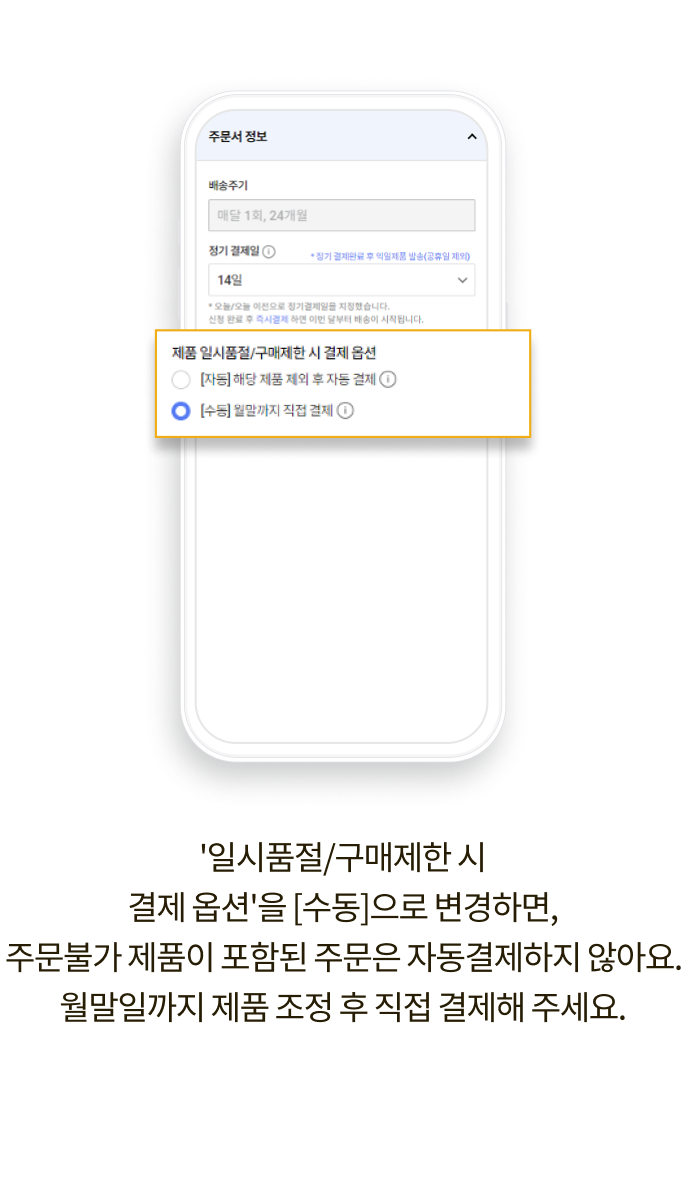 주문서 정보
배송주기
매달 1회, 24개월
정기 결제일
* 정기 결제완료 후 익일제품 발송(공휴일 제외)
14일
* 오늘/오늘 이전으로 정기결제일을 지정했습니다.
신청 완료 후 즉시결제 하면 이번 달부터 배송이 시작됩니다.
제품 일시품절/구매제한 시 결제 옵션
[자동] 해당 제품 제외 후 자동 결제
[수동] 월말까지 직접 결제
'일시품절/구매제한 시
결제 옵션'을 [수동]으로 변경하면,
주문불가 제품이 포함된 주문은 자동결제하지 않아요.
월말일까지 제품 조정 후 직접 결제해 주세요.